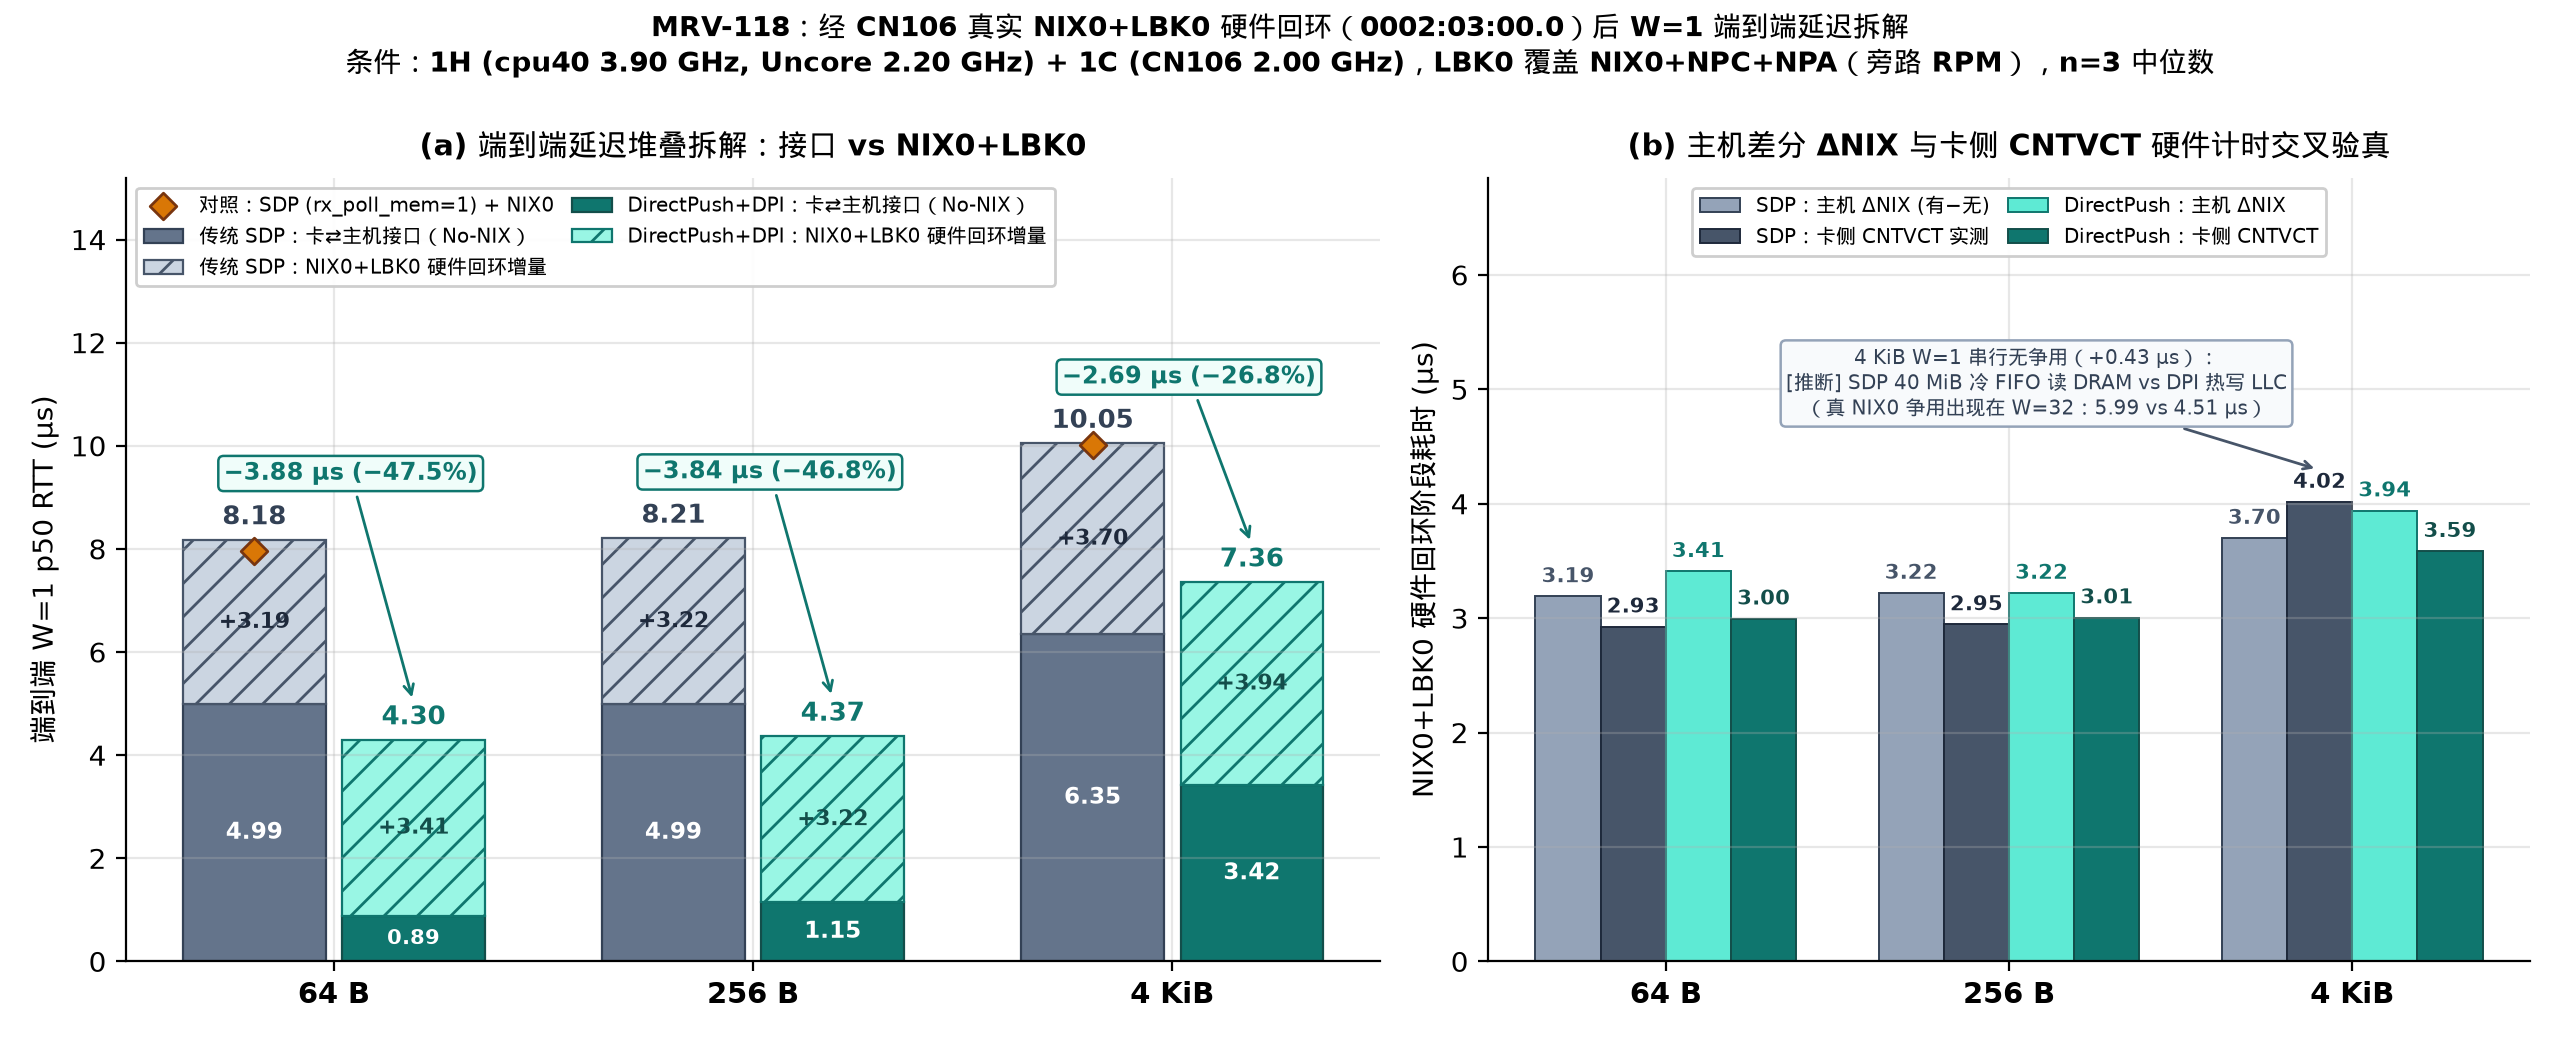 MRV-118：经 CN106 真实 NIX0+LBK0 硬件回环（0002:03:00.0）后 W=1 端到端延迟拆解
条件：1H (cpu40 3.90 GHz, Uncore 2.20 GHz) + 1C (CN106 2.00 GHz)，LBK0 覆盖 NIX0+NPC+NPA（旁路 RPM），n=3 中位数
(a) 端到端延迟堆叠拆解：接口 vs NIX0+LBK0
对照：SDP (rx_poll_mem=1) + NIX0
传统 SDP：卡⇄主机接口（No-NIX）
传统 SDP：NIX0+LBK0 硬件回环增量
DirectPush+DPI：卡⇄主机接口（No-NIX）
DirectPush+DPI：NIX0+LBK0 硬件回环增量
端到端 W=1 p50 RTT (µs)
14
12
10
8
6
4
2
0
−3.88 µs (−47.5%)
8.18
+3.19
4.99
4.30
+3.41
0.89
−3.84 µs (−46.8%)
8.21
+3.22
4.99
4.37
+3.22
1.15
−2.69 µs (−26.8%)
10.05
+3.70
6.35
7.36
+3.94
3.42
64 B
256 B
4 KiB
(b) 主机差分 ΔNIX 与卡侧 CNTVCT 硬件计时交叉验真
SDP：主机 ΔNIX (有−无)
SDP：卡侧 CNTVCT 实测
DirectPush：主机 ΔNIX
DirectPush：卡侧 CNTVCT
NIX0+LBK0 硬件回环阶段耗时 (µs)
6
5
4
3
2
1
0
4 KiB W=1 串行无争用（+0.43 µs）：
[推断] SDP 40 MiB 冷 FIFO 读 DRAM vs DPI 热写 LLC
（真 NIX0 争用出现在 W=32：5.99 vs 4.51 µs）
3.19
2.93
3.41
3.00
3.22
2.95
3.22
3.01
3.70
4.02
3.94
3.59
64 B
256 B
4 KiB